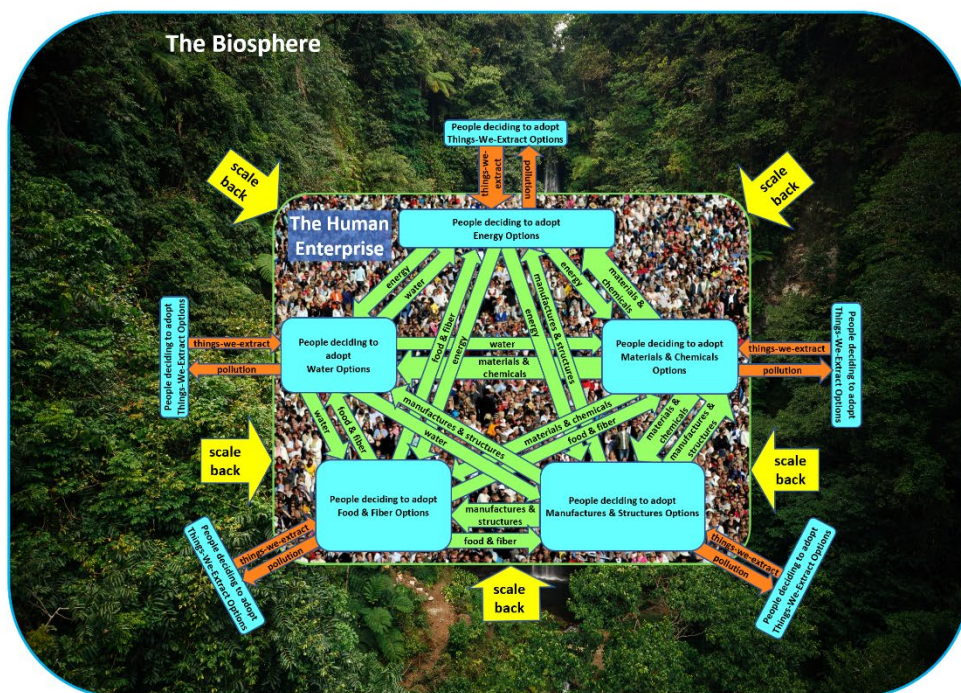 The Biosphere
People deciding to adopt
Things-We-Extract Options
things-we-
extract
pollution
scale
back
scale
back
The Human
Enterprise
People deciding to adopt
Energy Options
energy
water
food & fiber
energy
energy
manufactures & structures
energy
materials &
chemicals
People deciding to adopt
Things-We-Extract Options
things-we-extract
pollution
People deciding to
adopt
Water Options
water
materials &
chemicals
People deciding to adopt
Materials & Chemicals
Options
things-we-extract
pollution
People deciding to adopt
Things-We-Extract Options
water
food & fiber
manufactures & structures
water
materials & chemicals
food & fiber
materials &
chemicals
manufactures &
structures
scale
back
scale
back
People deciding to adopt
Food & Fiber Options
manufactures &
structures
food & fiber
People deciding to adopt
Manufactures & Structures Options
things-we-extract
pollution
People deciding to adopt
Things-We-Extract Options
things-we-extract
pollution
People deciding to adopt
Things-We-Extract Options
scale
back